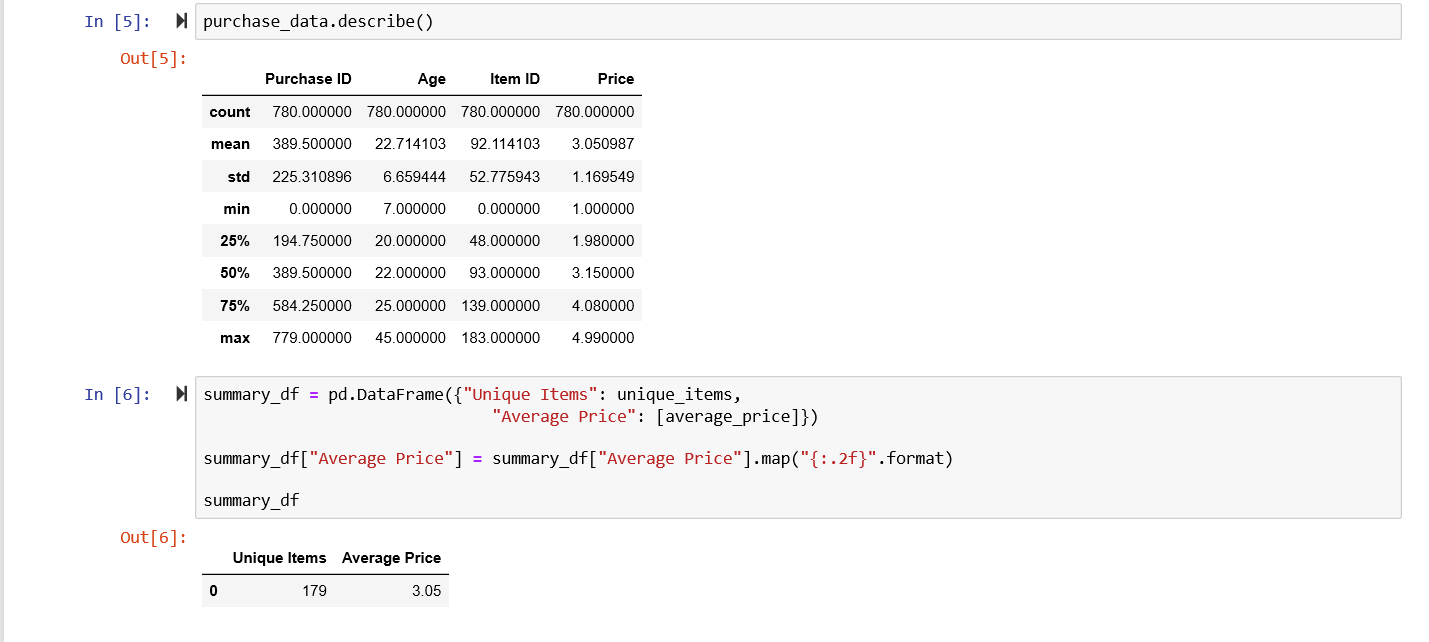 In [5]: purchase_data.describe()
Out[5]:
Purchase ID Age Item ID Price
count 780.000000 780.000000 780.000000 780.000000
mean 389.500000 22.714103 92.114103 3.050987
std 225.310896 6.659444 52.775943 1.169549
min 0.000000 7.000000 0.000000 1.000000
25% 194.750000 20.000000 48.000000 1.980000
50% 389.500000 22.000000 93.000000 3.150000
75% 584.250000 25.000000 139.000000 4.080000
max 779.000000 45.000000 183.000000 4.990000
In [6]: summary_df = pd.DataFrame({"Unique Items": unique_items,
"Average Price": [average_price]})
summary_df["Average Price"] = summary_df["Average Price"].map("{:.2f}".format)
summary_df
Out[6]:
Unique Items Average Price
0 179 3.05